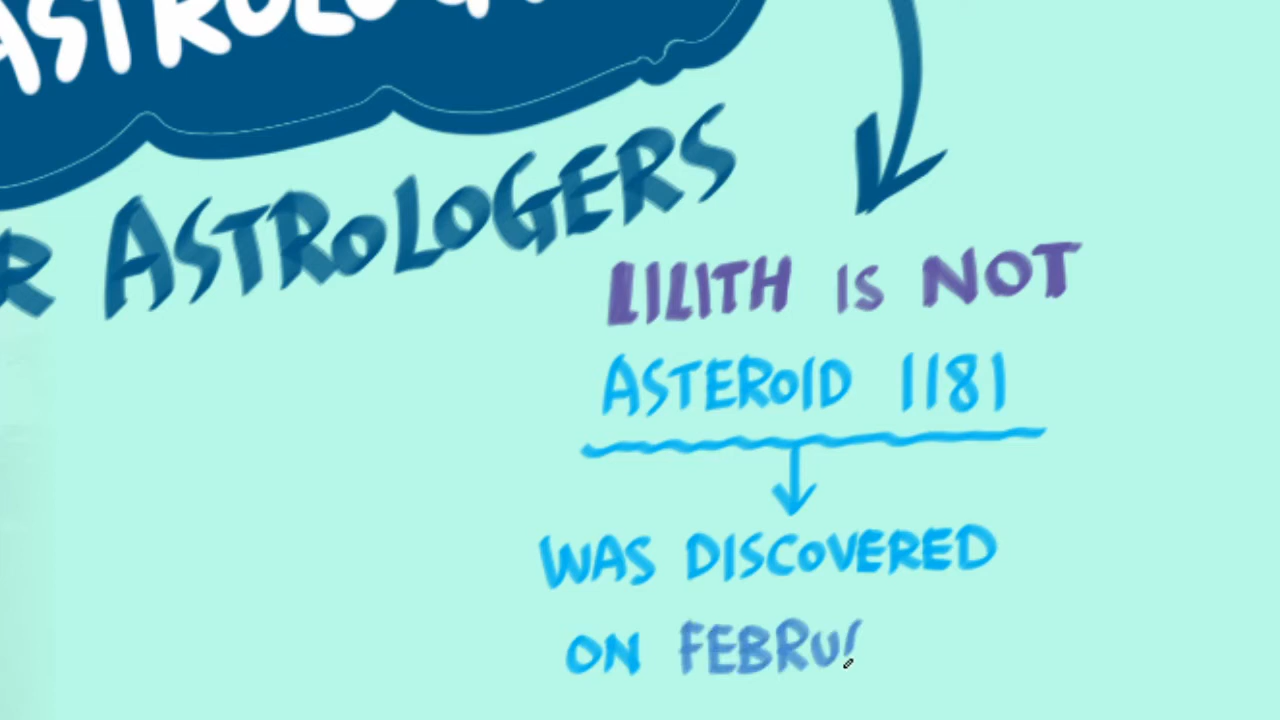 ASTROLOG
R ASTROLOGERS
LILITH IS NOT
ASTEROID 1181
WAS DISCOVERED
ON FEBRU